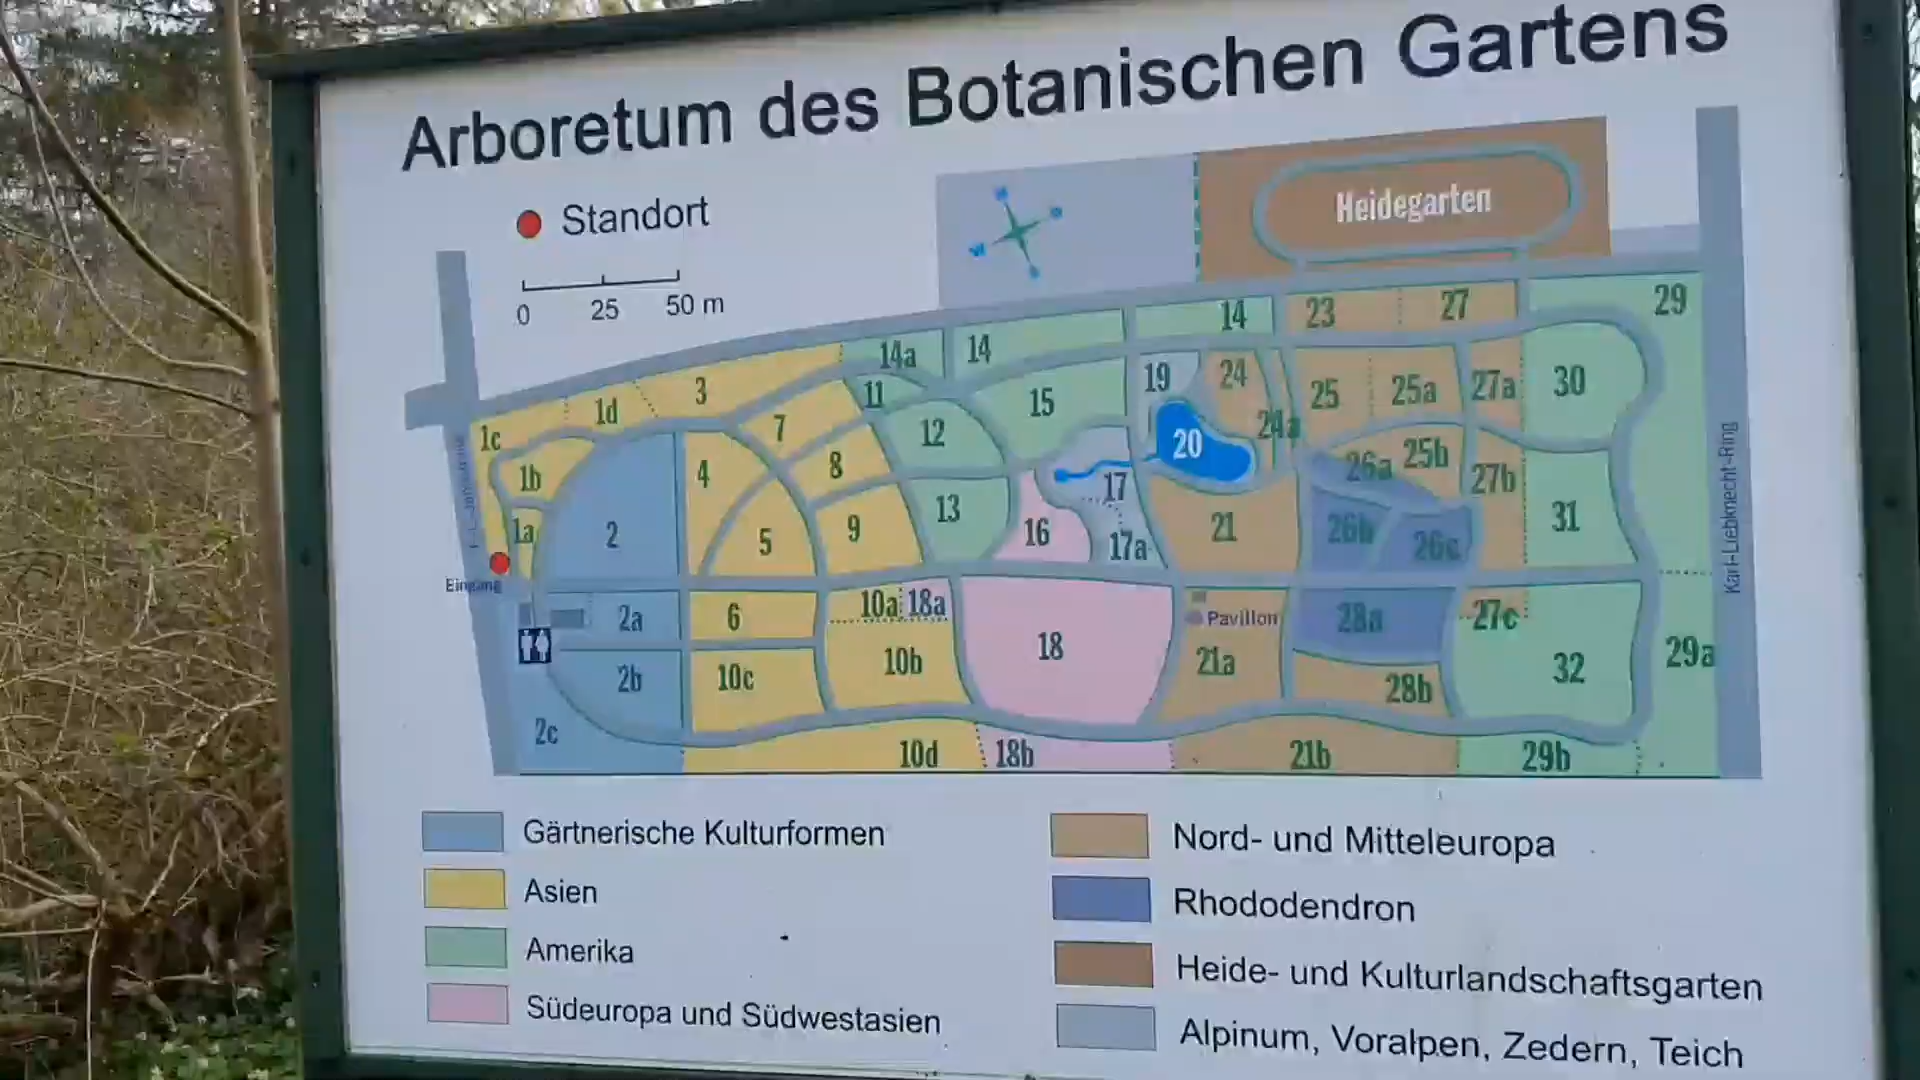 Arboretum des Botanischen Gartens
Standort
0 25 50 m
Heidegarten
29
14 23 27
14a 14
3 11 15 19 24 25 25a 27a 30
1d
1c 7 12 20 24a
1b 4 8 26a 25b 27b
17
13
1a 2 5 9 16 17a 21 26b 26c 31
Eingang
Karl-Liebknecht-Ring
2a 6 10a 18a Pavillon 28a 27c
18
2b 10c 10b 21a 28b 32 29a
2c 10d 18b 21b 29b
Gärtnerische Kulturformen
Asien
Amerika
Südeuropa und Südwestasien
Nord- und Mitteleuropa
Rhododendron
Heide- und Kulturlandschaftsgarten
Alpinum, Voralpen, Zedern, Teich